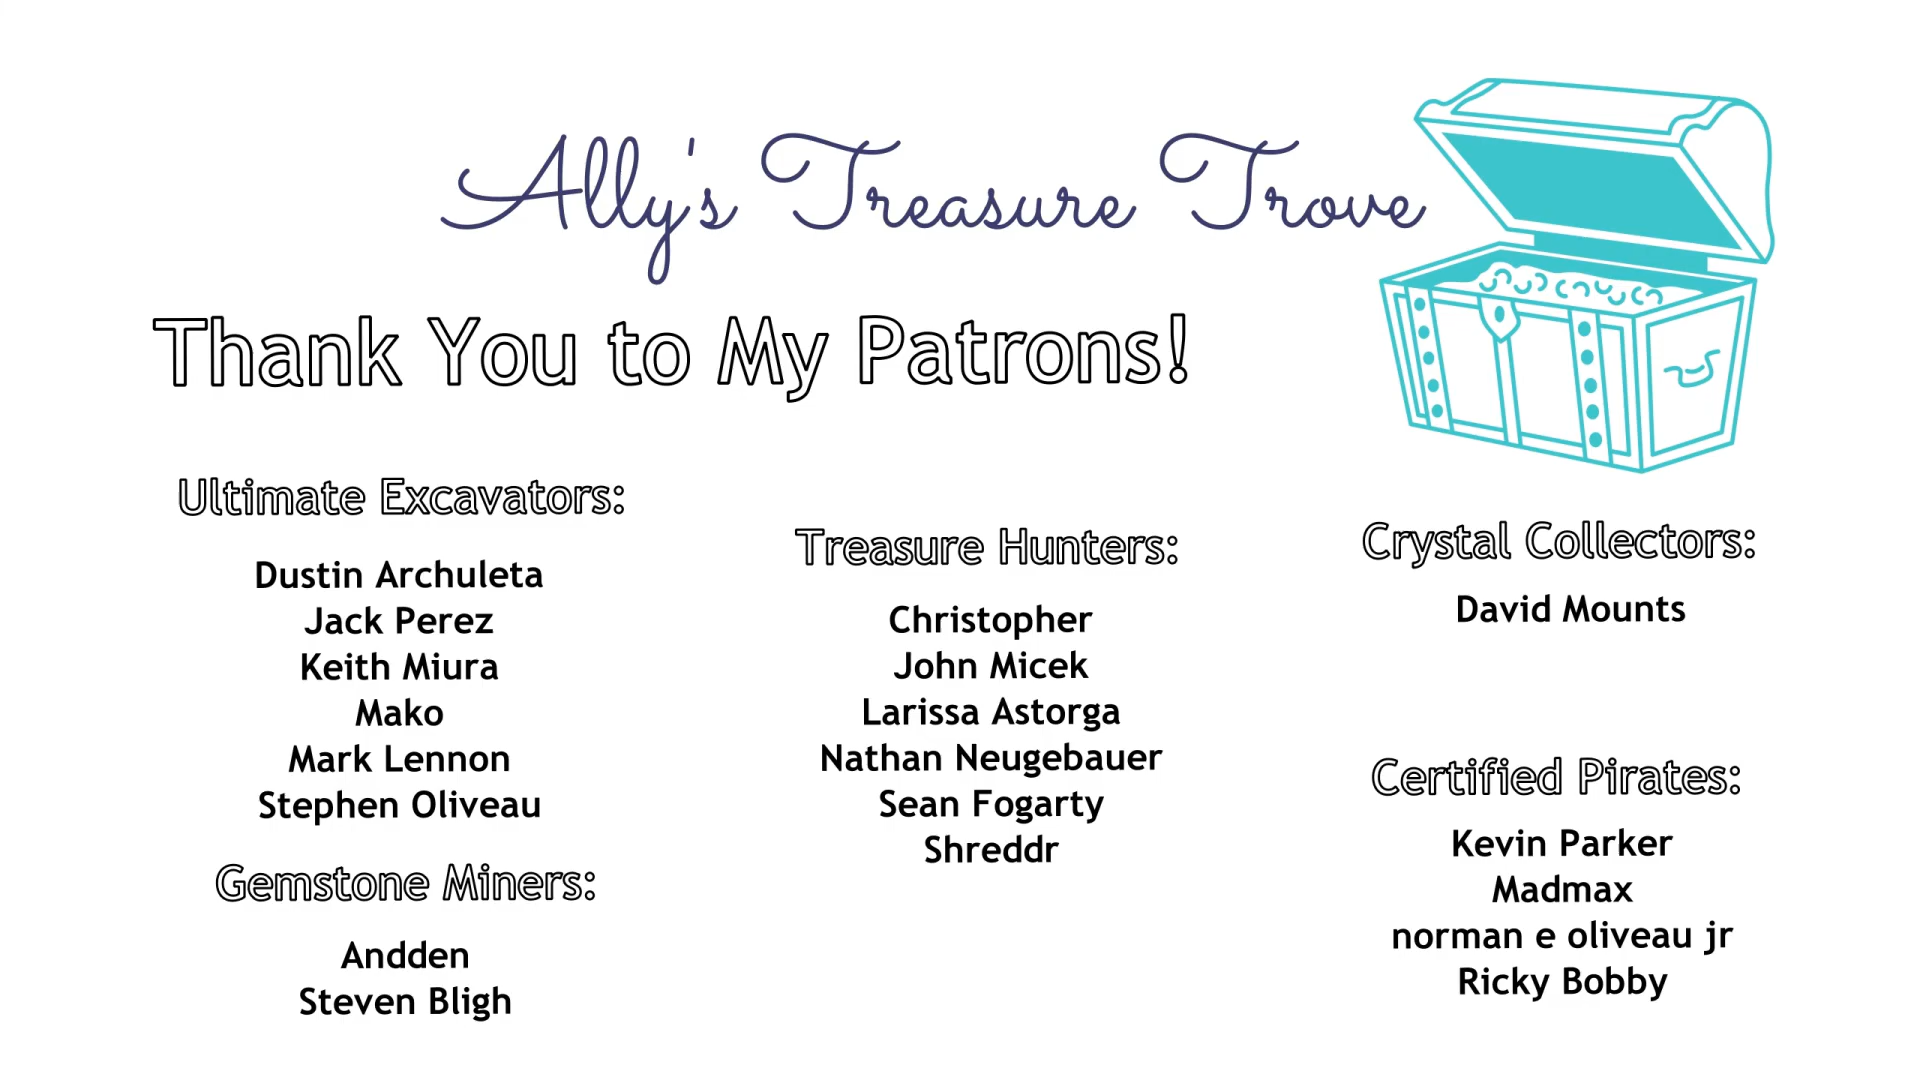 Ally's Treasure Trove
Thank You to My Patrons!
Ultimate Excavators:
Dustin Archuleta
Jack Perez
Keith Miura
Mako
Mark Lennon
Stephen Oliveau
Gemstone Miners:
Andden
Steven Bligh
Treasure Hunters:
Christopher
John Micek
Larissa Astorga
Nathan Neugebauer
Sean Fogarty
Shreddr
Crystal Collectors:
David Mounts
Certified Pirates:
Kevin Parker
Madmax
norman e oliveau jr
Ricky Bobby